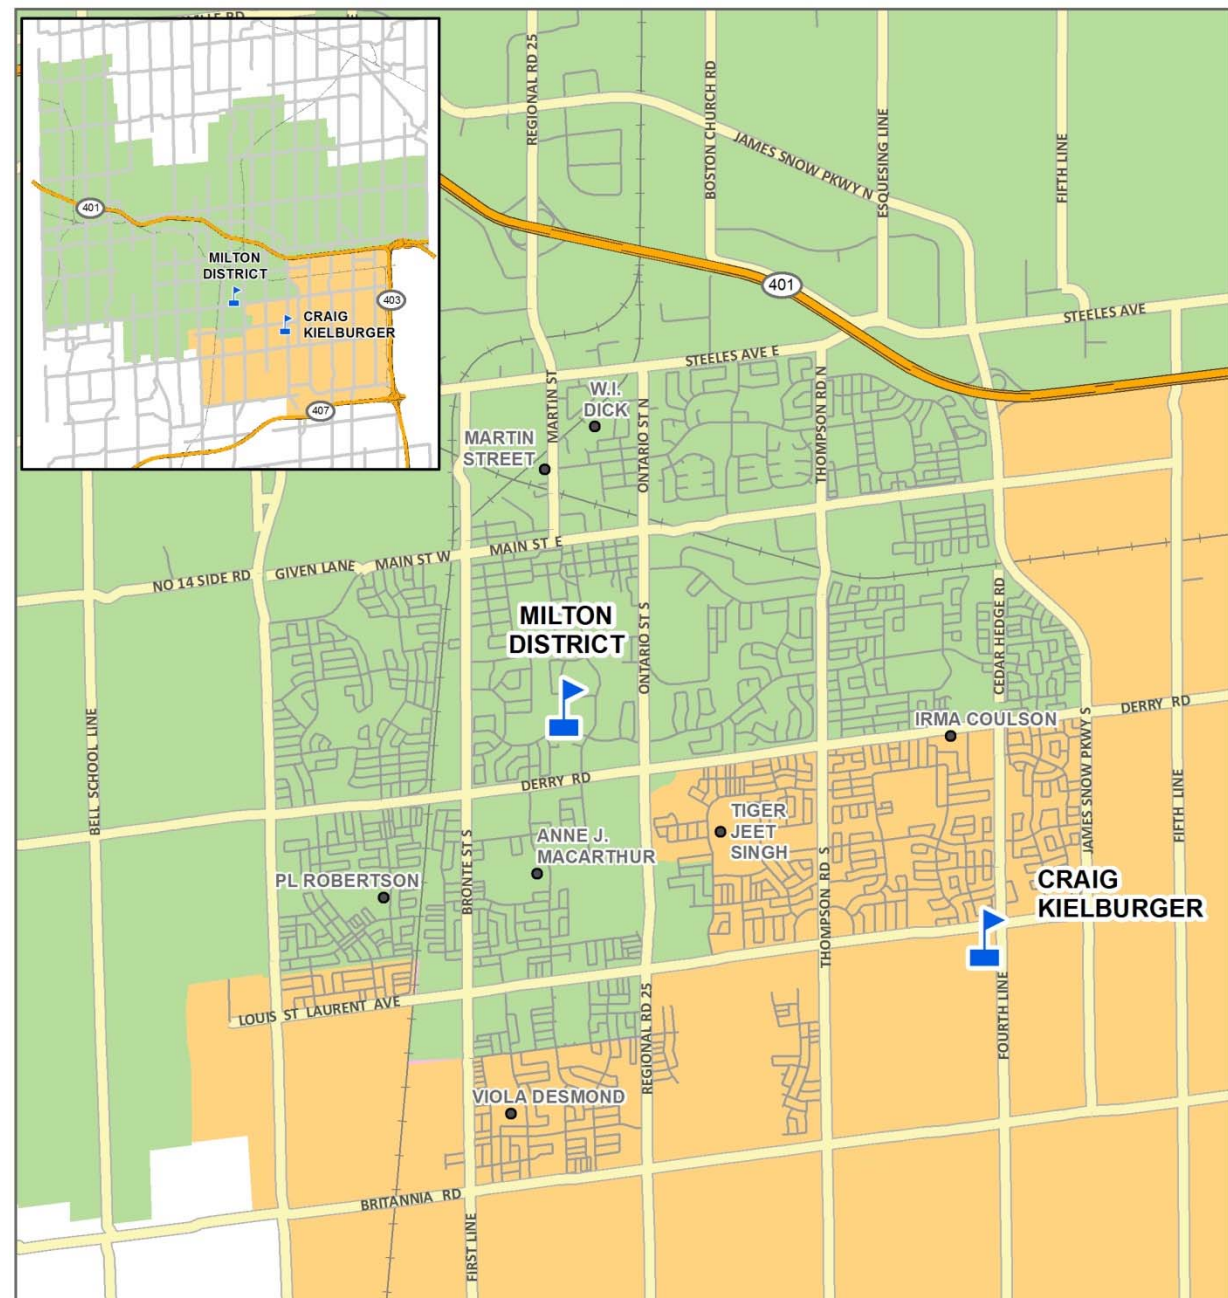 401
MILTON
DISTRICT
403
CRAIG
KIELBURGER
407
REGIONAL RD 25
BOSTON CHURCH RD
JAMES SNOW PKWY N
ESQUESING LINE
FIFTH LINE
401
STEELES AVE
STEELES AVE E
MARTIN ST
W.I.
DICK
MARTIN
STREET
ONTARIO ST N
THOMPSON RD N
NO 14 SIDE RD
GIVEN LANE
MAIN ST W
MAIN ST E
MILTON
DISTRICT
ONTARIO ST S
CEDAR HEDGE RD
IRMA COULSON
DERRY RD
BELL SCHOOL LINE
DERRY RD
JAMES SNOW PKWY S
FIFTH LINE
TIGER
JEET
SINGH
ANNE J.
MACARTHUR
PL ROBERTSON
BRONTE ST S
THOMPSON RD S
CRAIG
KIELBURGER
LOUIS ST LAURENT AVE
REGIONAL RD 25
FOURTH LINE
VIOLA DESMOND
BRITANNIA RD
FIRST LINE